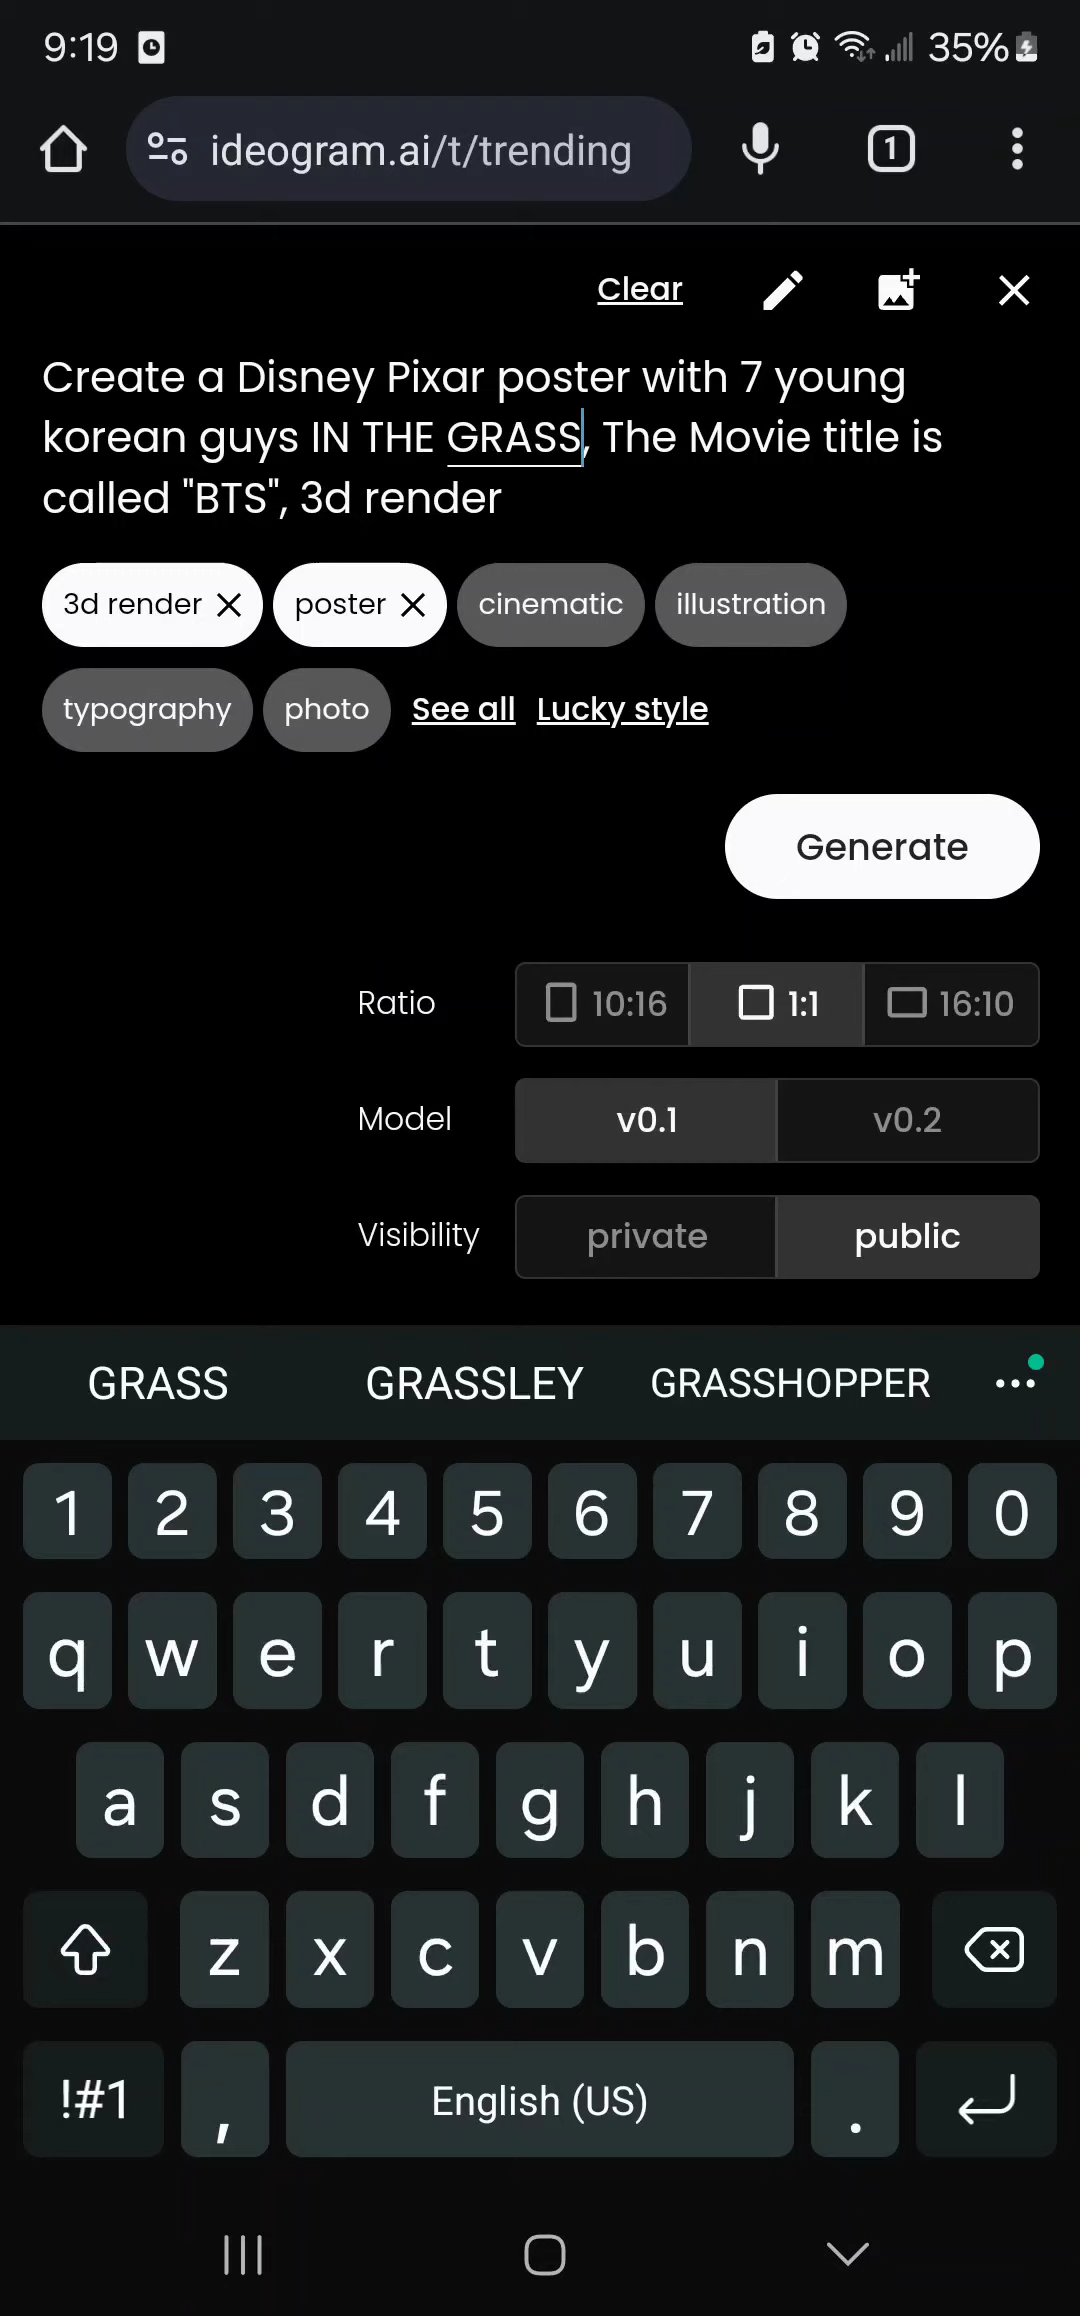 9:19 35%
ideogram.ai/t/trending 1
Clear
Create a Disney Pixar poster with 7 young
korean guys IN THE GRASS, The Movie title is
called "BTS", 3d render
3d render poster cinematic illustration
typography photo See all Lucky style
Generate
Ratio 10:16 1:1 16:10
Model v0.1 v0.2
Visibility private public
GRASS GRASSLEY GRASSHOPPER
1 2 3 4 5 6 7 8 9 0
q w e r t y u i o p
a s d f g h j k l
z x c v b n m
!#1 , English (US) .